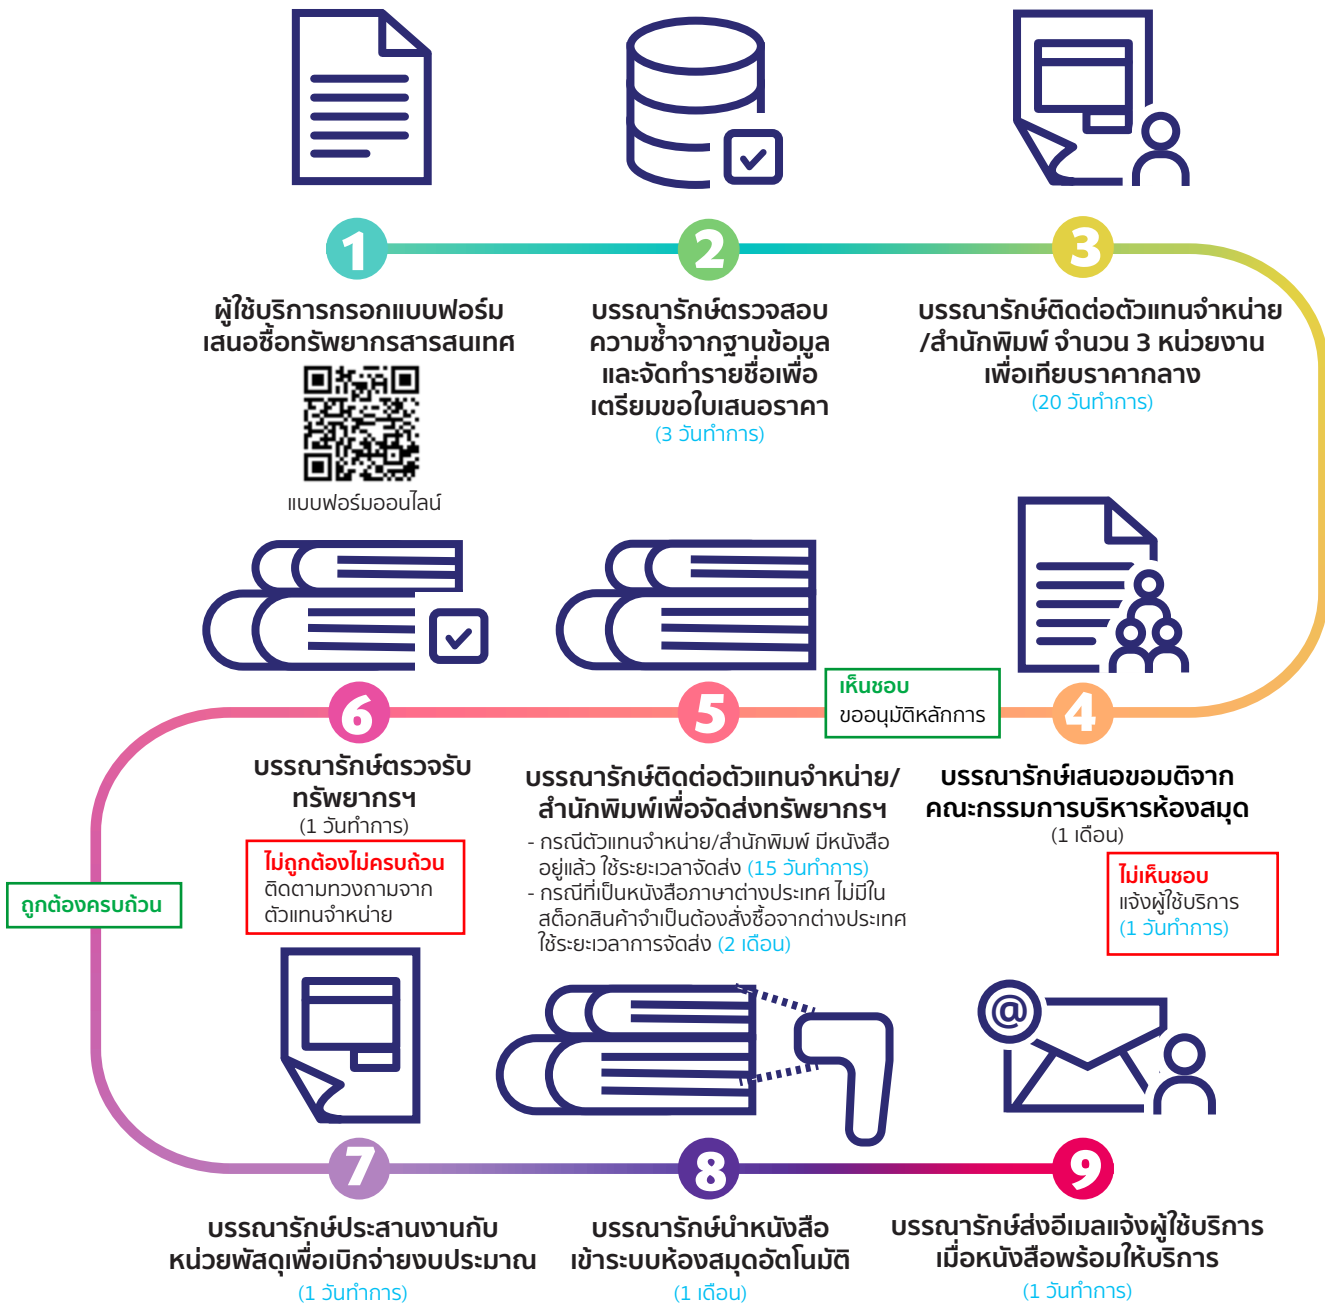 1
ผู้ใช้บริการกรอกแบบฟอร์ม
เสนอซื้อทรัพยากรสารสนเทศ
แบบฟอร์มออนไลน์
2
บรรณารักษ์ตรวจสอบ
ความซ้ำจากฐานข้อมูล
และจัดทำรายชื่อเพื่อ
เตรียมขอใบเสนอราคา
(3 วันทำการ)
3
บรรณารักษ์ติดต่อตัวแทนจำหน่าย
/สำนักพิมพ์ จำนวน 3 หน่วยงาน
เพื่อเทียบราคากลาง
(20 วันทำการ)
4
บรรณารักษ์เสนอขอมติจาก
คณะกรรมการบริหารห้องสมุด
(1 เดือน)
ไม่เห็นชอบ
แจ้งผู้ใช้บริการ
(1 วันทำการ)
เห็นชอบ
ขออนุมัติหลักการ
5
บรรณารักษ์ติดต่อตัวแทนจำหน่าย/
สำนักพิมพ์เพื่อจัดส่งทรัพยากรฯ
- กรณีตัวแทนจำหน่าย/สำนักพิมพ์ มีหนังสือ
อยู่แล้ว ใช้ระยะเวลาจัดส่ง (15 วันทำการ)
- กรณีที่เป็นหนังสือภาษาต่างประเทศ ไม่มีใน
สต็อกสินค้าจำเป็นต้องสั่งซื้อจากต่างประเทศ
ใช้ระยะเวลาการจัดส่ง (2 เดือน)
6
บรรณารักษ์ตรวจรับ
ทรัพยากรฯ
(1 วันทำการ)
ไม่ถูกต้องไม่ครบถ้วน
ติดตามทวงถามจาก
ตัวแทนจำหน่าย
ถูกต้องครบถ้วน
7
บรรณารักษ์ประสานงานกับ
หน่วยพัสดุเพื่อเบิกจ่ายงบประมาณ
(1 วันทำการ)
8
บรรณารักษ์นำหนังสือ
เข้าระบบห้องสมุดอัตโนมัติ
(1 เดือน)
@
9
บรรณารักษ์ส่งอีเมลแจ้งผู้ใช้บริการ
เมื่อหนังสือพร้อมให้บริการ
(1 วันทำการ)